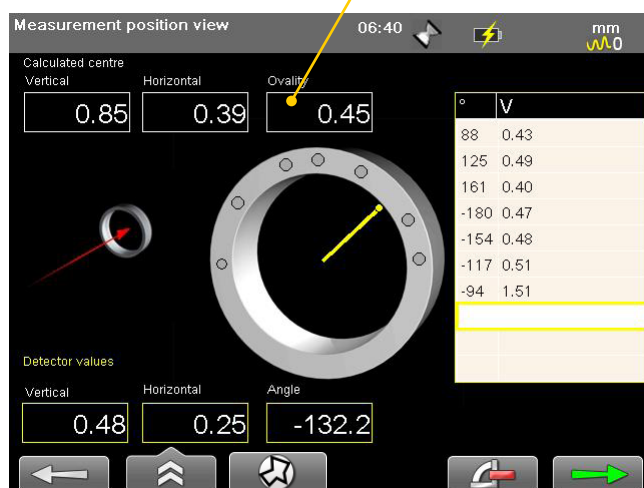 Measurement position view 06:40 mm
0
Calculated centre
Vertical Horizontal Ovality
0.85 0.39 0.45
° V
88 0.43
125 0.49
161 0.40
-180 0.47
-154 0.48
-117 0.51
-94 1.51
Detector values
Vertical Horizontal Angle
0.48 0.25 -132.2